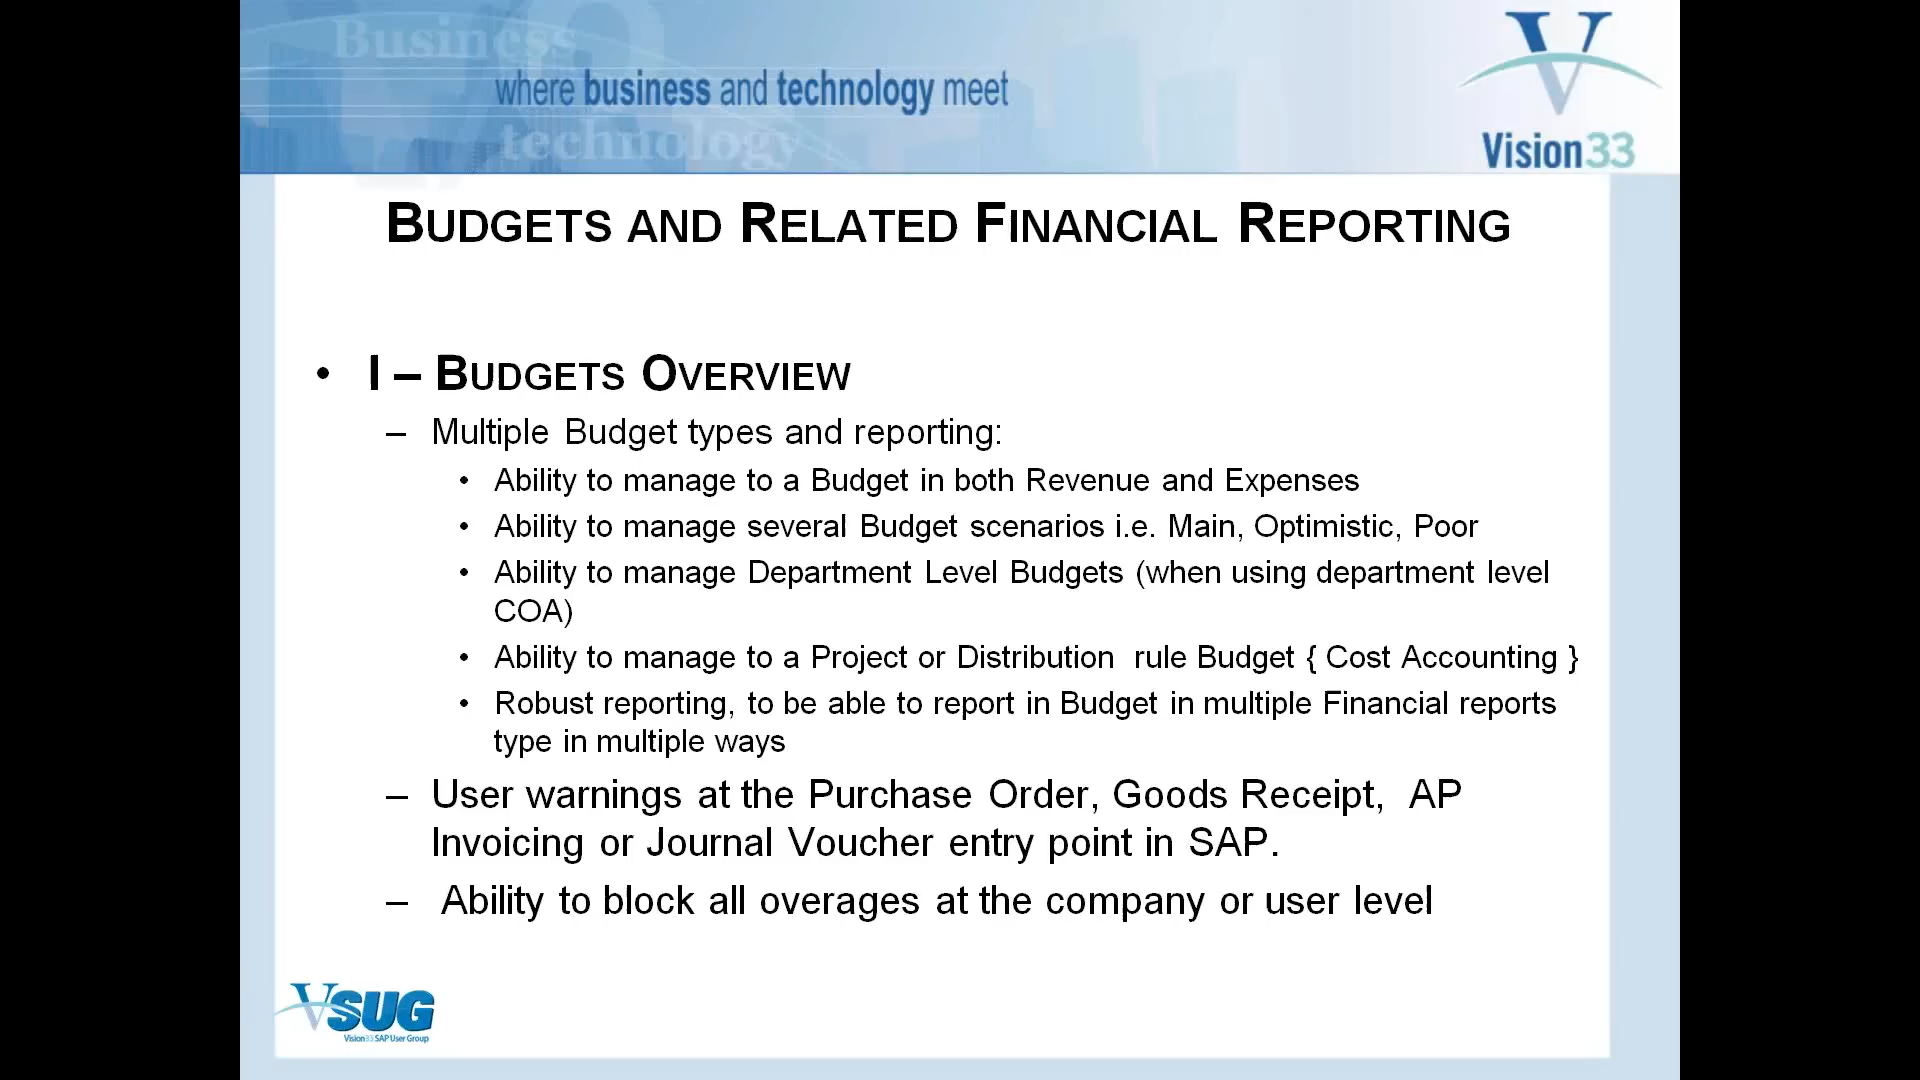 Business
where business and technology meet
technology
Vision33
BUDGETS AND RELATED FINANCIAL REPORTING
• I – BUDGETS OVERVIEW
– Multiple Budget types and reporting:
• Ability to manage to a Budget in both Revenue and Expenses
• Ability to manage several Budget scenarios i.e. Main, Optimistic, Poor
• Ability to manage Department Level Budgets (when using department level
COA)
• Ability to manage to a Project or Distribution rule Budget { Cost Accounting }
• Robust reporting, to be able to report in Budget in multiple Financial reports
type in multiple ways
– User warnings at the Purchase Order, Goods Receipt, AP
Invoicing or Journal Voucher entry point in SAP.
– Ability to block all overages at the company or user level
VSUG
Vision33 SAP User Group